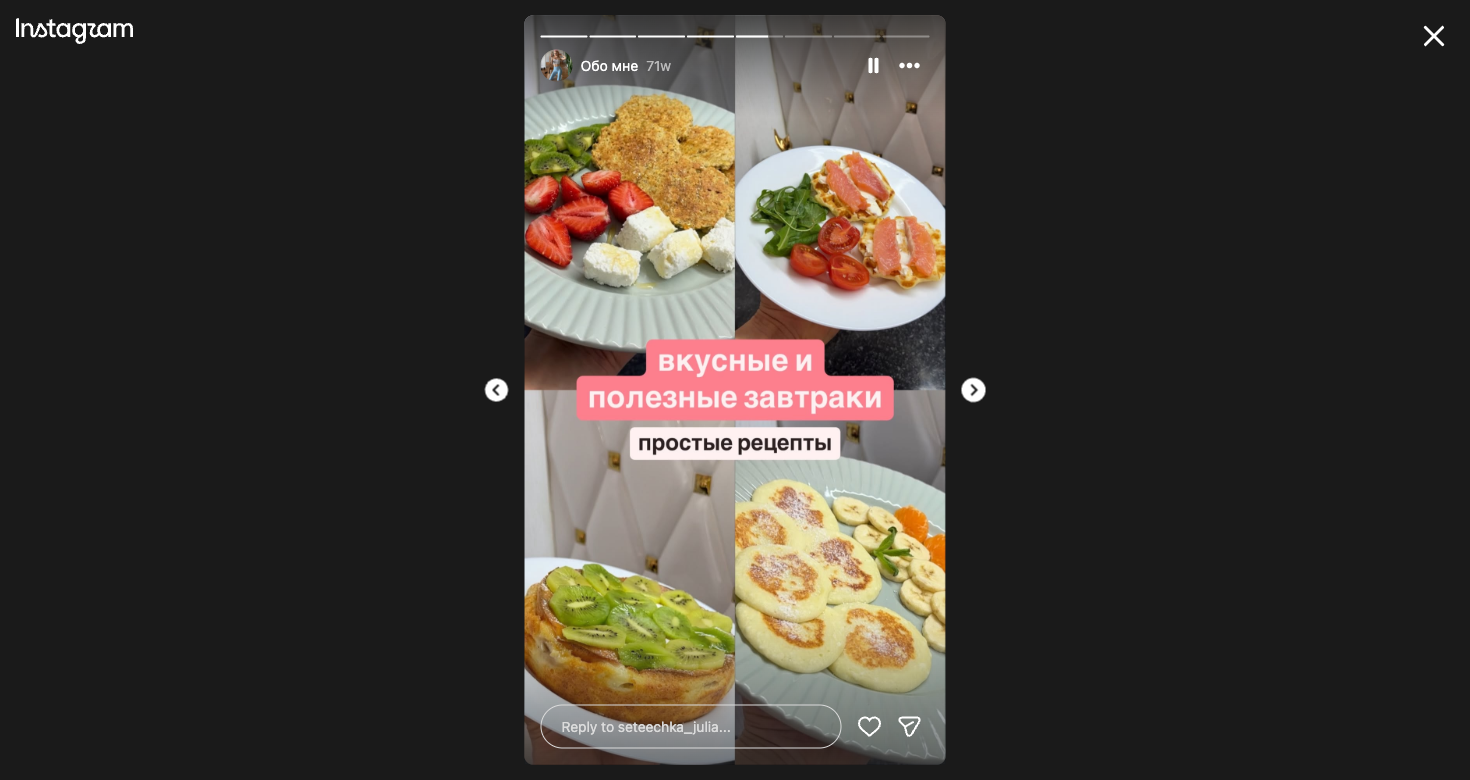 Instagram
Обо мне 71w
вкусные и
полезные завтраки
простые рецепты
Reply to seteechka_julia...